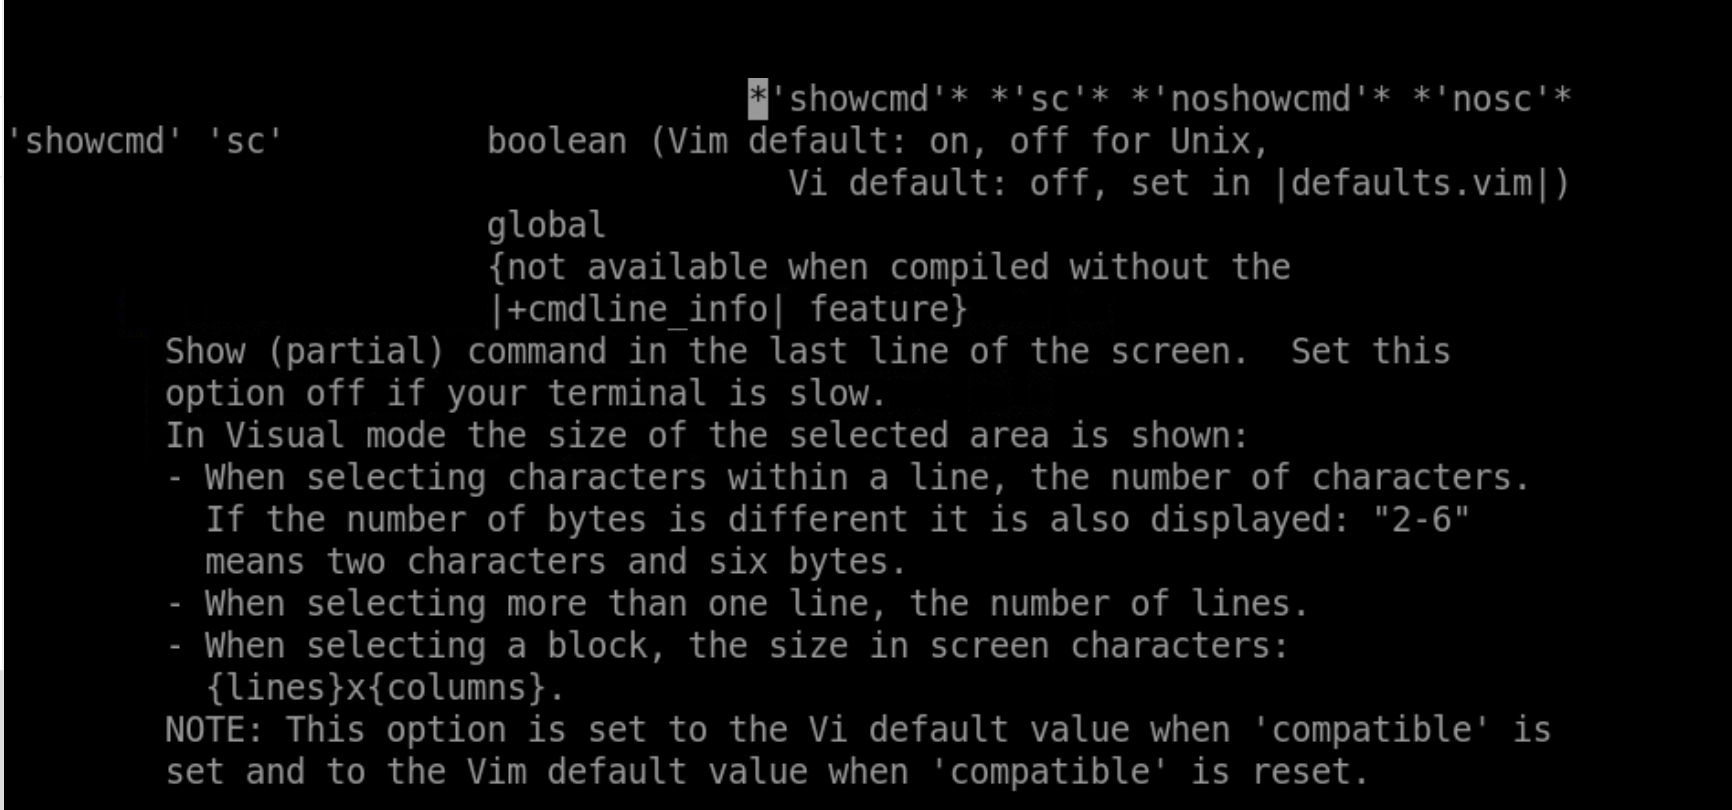 *'showcmd'* *'sc'* *'noshowcmd'* *'nosc'*
'showcmd' 'sc' boolean (Vim default: on, off for Unix,
Vi default: off, set in |defaults.vim|)
global
{not available when compiled without the
|+cmdline_info| feature}
Show (partial) command in the last line of the screen.  Set this
option off if your terminal is slow.
In Visual mode the size of the selected area is shown:
- When selecting characters within a line, the number of characters.
If the number of bytes is different it is also displayed: "2-6"
means two characters and six bytes.
- When selecting more than one line, the number of lines.
- When selecting a block, the size in screen characters:
{lines}x{columns}.
NOTE: This option is set to the Vi default value when 'compatible' is
set and to the Vim default value when 'compatible' is reset.